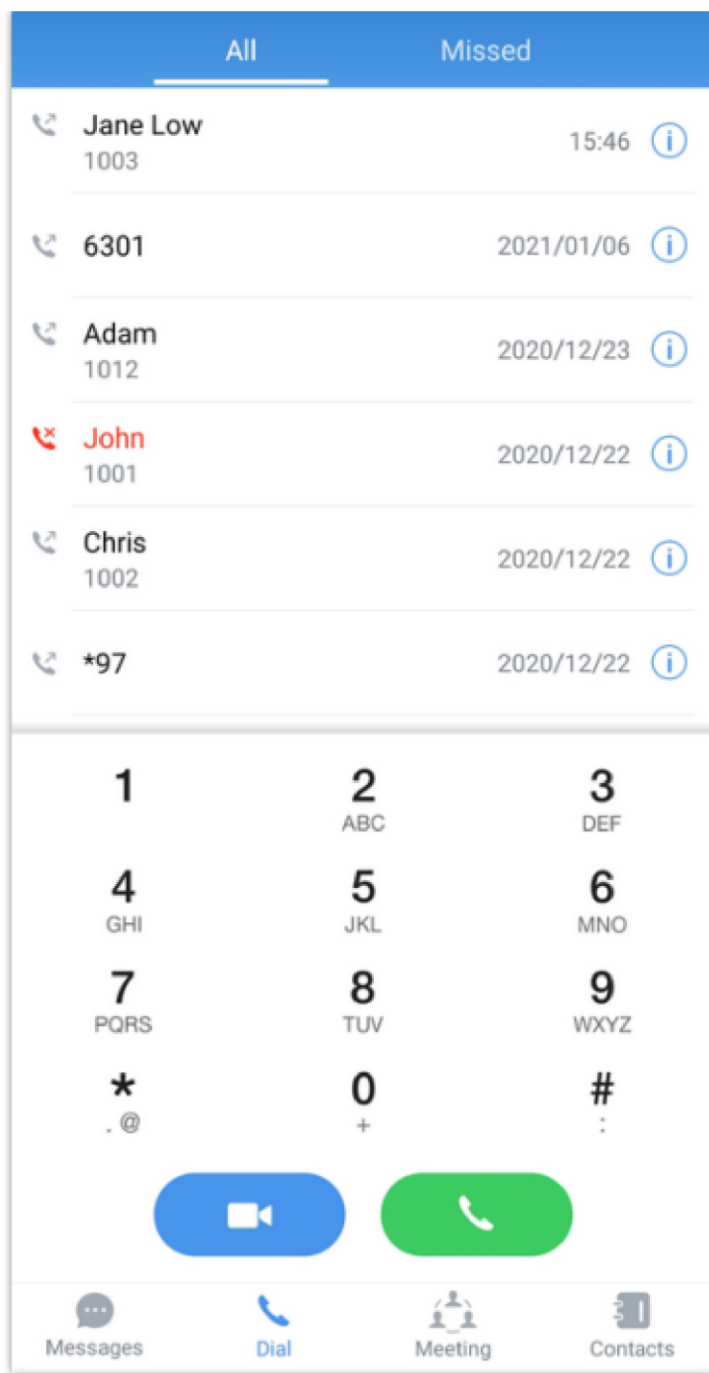 All Missed
Jane Low
1003
15:46
6301
2021/01/06
Adam
1012
2020/12/23
John
1001
2020/12/22
Chris
1002
2020/12/22
*97
2020/12/22
1 2 3
ABC DEF
4 5 6
GHI JKL MNO
7 8 9
PQRS TUV WXYZ
* 0 #
. @ + :
Messages Dial Meeting Contacts